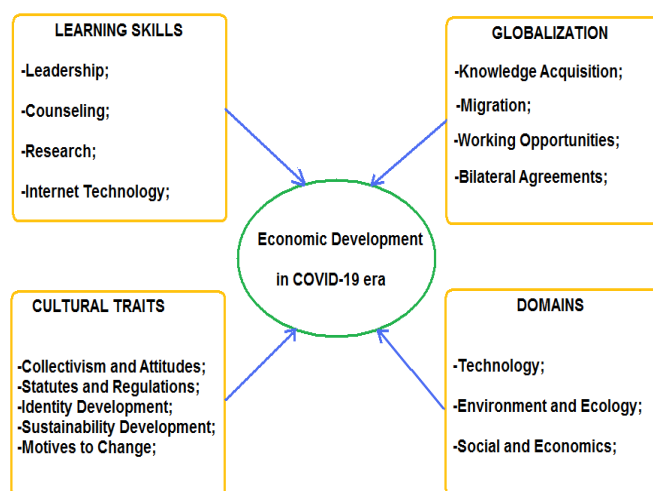 LEARNING SKILLS
-Leadership;
-Counseling;
-Research;
-Internet Technology;
GLOBALIZATION
-Knowledge Acquisition;
-Migration;
-Working Opportunities;
-Bilateral Agreements;
Economic Development
in COVID-19 era
CULTURAL TRAITS
-Collectivism and Attitudes;
-Statutes and Regulations;
-Identity Development;
-Sustainability Development;
-Motives to Change;
DOMAINS
-Technology;
-Environment and Ecology;
-Social and Economics;